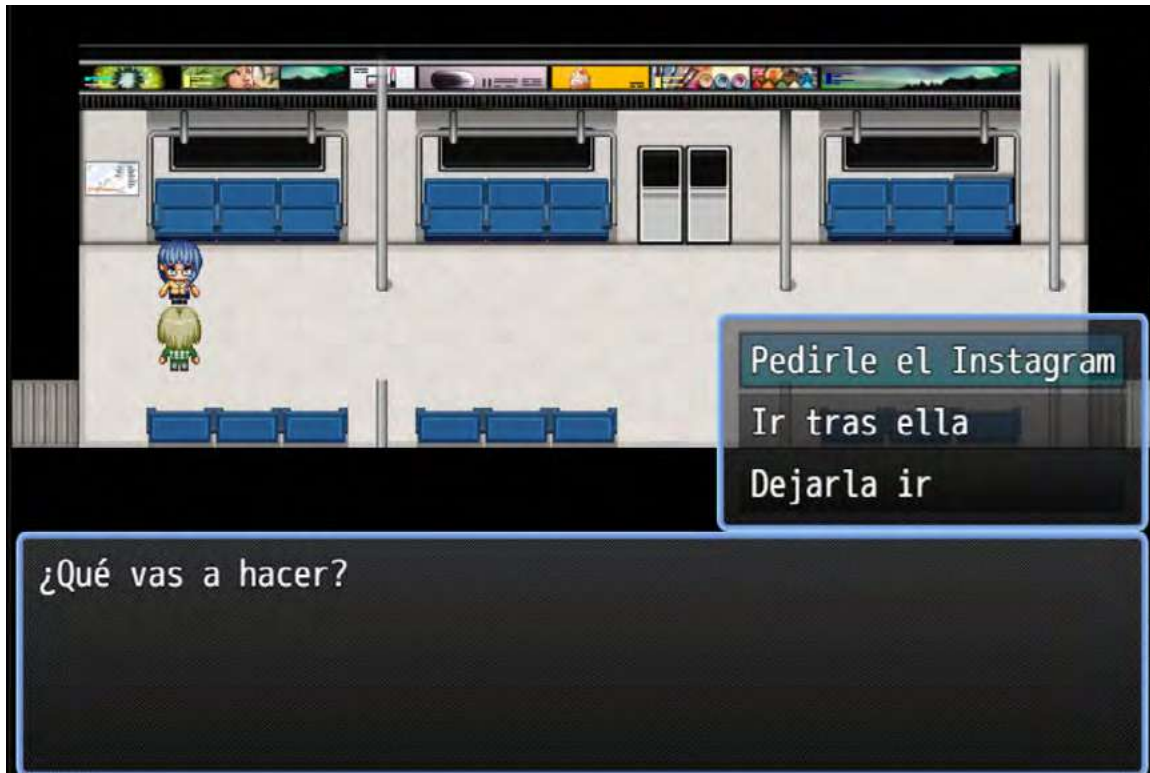 Pedirle el Instagram
Ir tras ella
Dejarla ir
¿Qué vas a hacer?